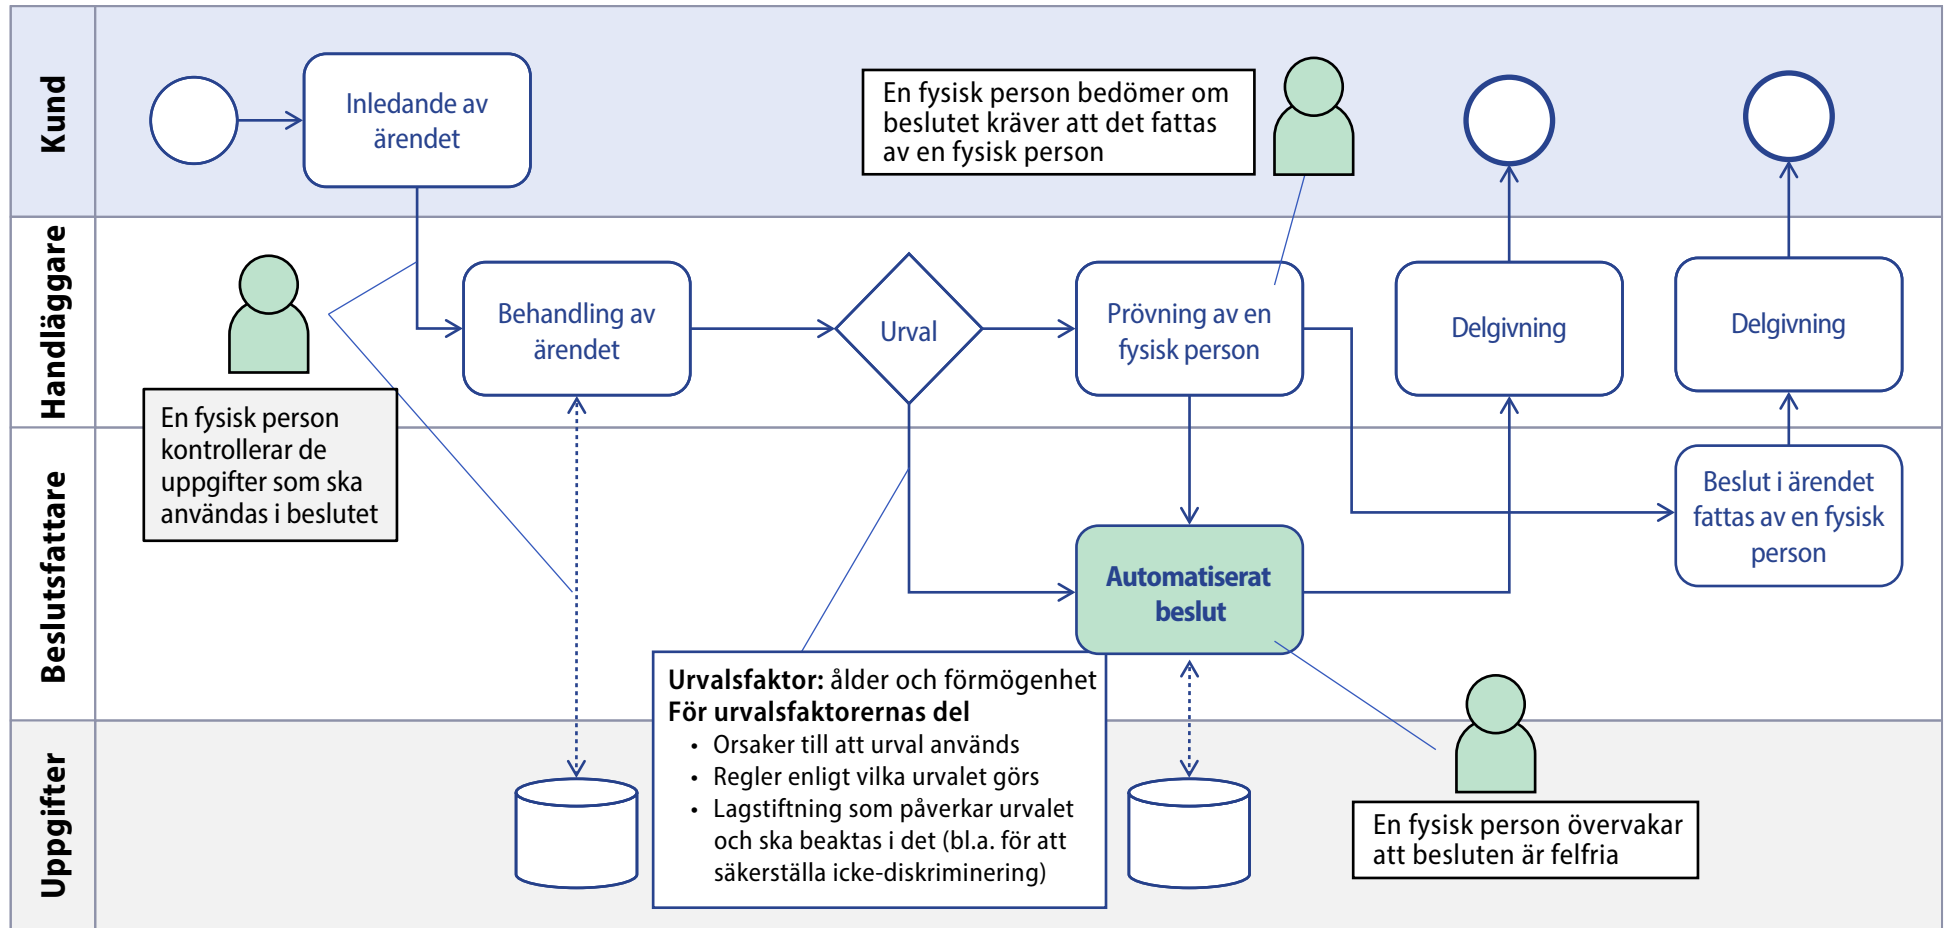 Kund
Inledande av
ärendet
En fysisk person bedömer om
beslutet kräver att det fattas
av en fysisk person
Handläggare
Behandling av
ärendet
Urval
Prövning av en
fysisk person
Delgivning
Delgivning
En fysisk person
kontrollerar de
uppgifter som ska
användas i beslutet
Beslutsfattare
Automatiserat
beslut
Beslut i ärendet
fattas av en fysisk
person
Urvalsfaktor: ålder och förmögenhet
För urvalsfaktorernas del
• Orsaker till att urval används
• Regler enligt vilka urvalet görs
• Lagstiftning som påverkar urvalet
och ska beaktas i det (bl.a. för att
säkerställa icke-diskriminering)
Uppgifter
En fysisk person övervakar
att besluten är felfria